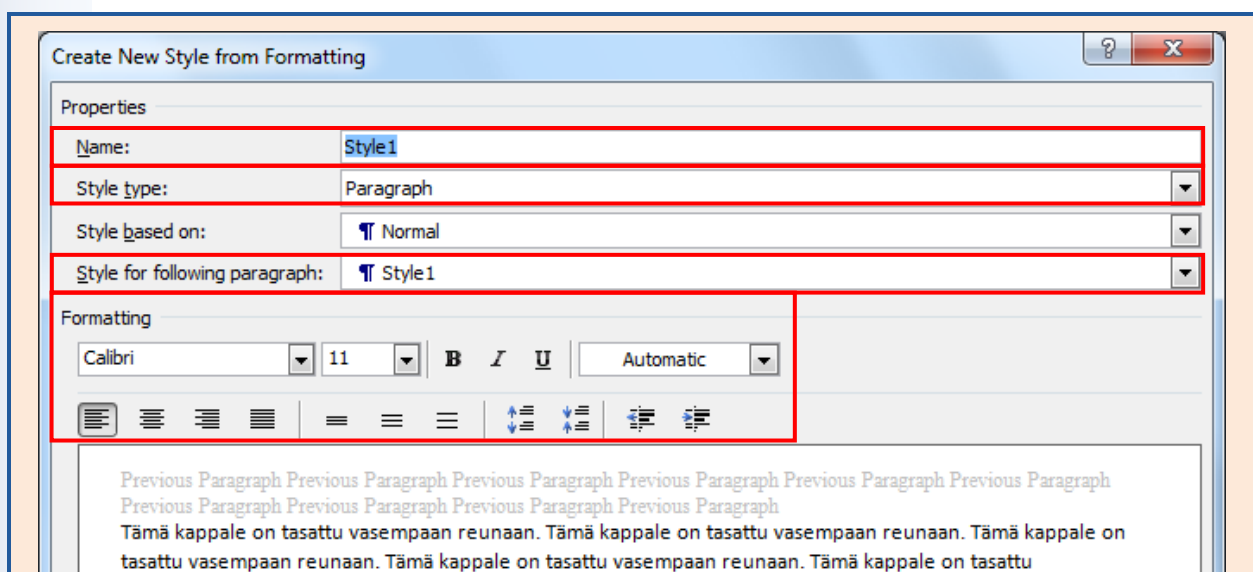 Create New Style from Formatting
Properties
Name: Style1
Style type: Paragraph
Style based on: ¶ Normal
Style for following paragraph: ¶ Style1
Formatting
Calibri 11 B I U Automatic
Previous Paragraph Previous Paragraph Previous Paragraph Previous Paragraph Previous Paragraph Previous Paragraph
Previous Paragraph Previous Paragraph Previous Paragraph Previous Paragraph
Tämä kappale on tasattu vasempaan reunaan. Tämä kappale on tasattu vasempaan reunaan. Tämä kappale on
tasattu vasempaan reunaan. Tämä kappale on tasattu vasempaan reunaan. Tämä kappale on tasattu